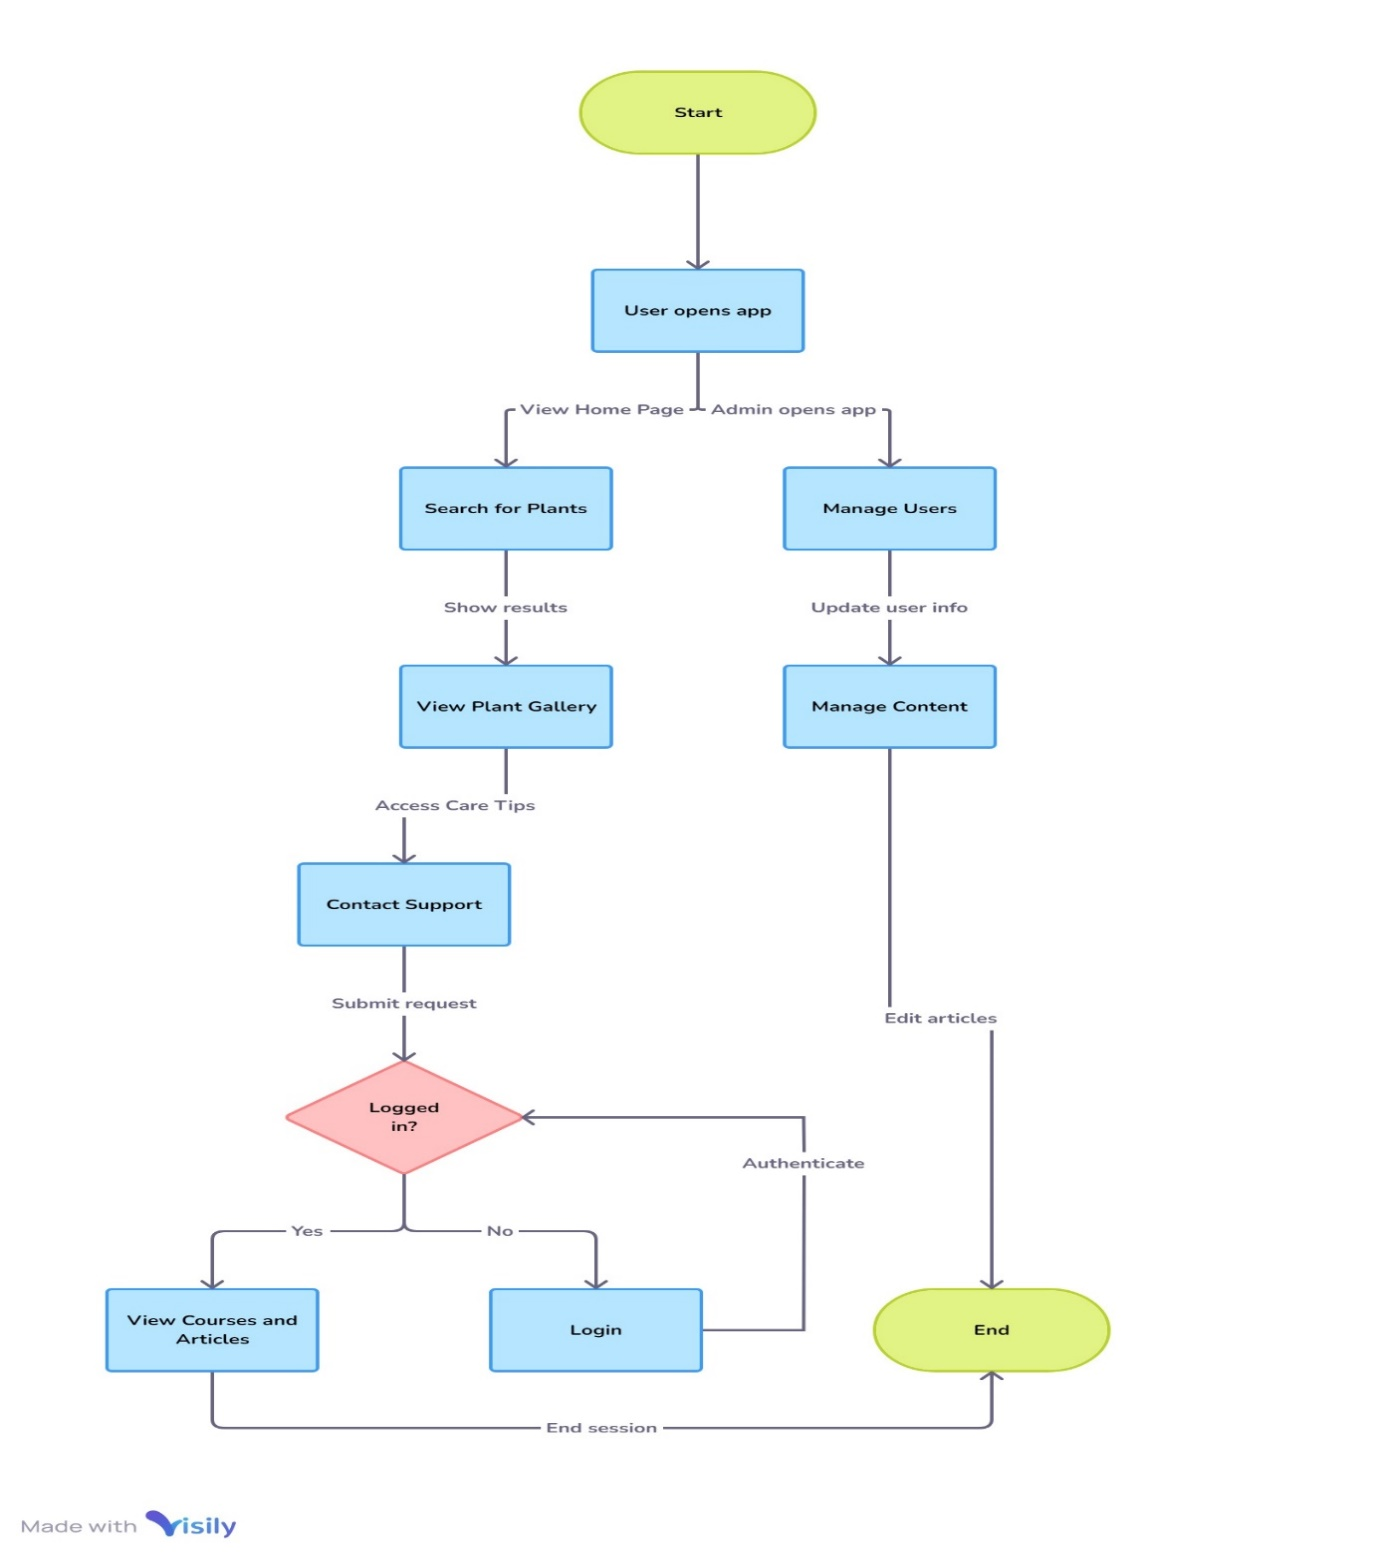 Start
User opens app
View Home Page
Admin opens app
Search for Plants
Manage Users
Show results
Update user info
View Plant Gallery
Manage Content
Access Care Tips
Contact Support
Submit request
Edit articles
Logged
in?
Authenticate
Yes
No
View Courses and
Articles
Login
End
End session
Made with Visily